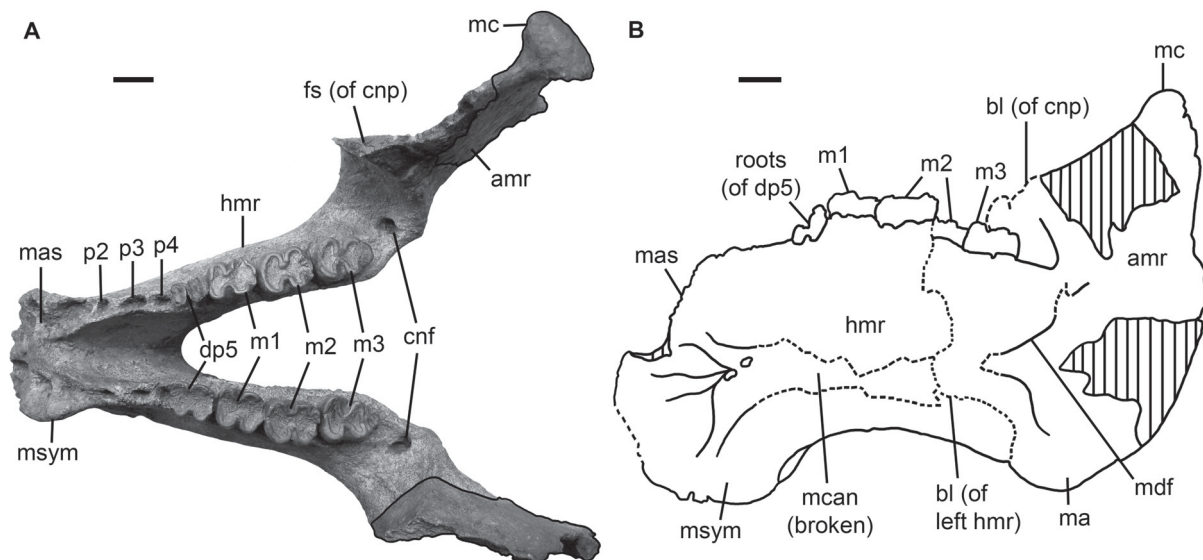 A
mc
fs (of cnp)
amr
hmr
mas
p2
p3
p4
dp5
m1
m2
m3
cnf
msym
B
mc
bl (of cnp)
roots
(of dp5)
m1
m2
m3
mas
amr
hmr
msym
mcan
(broken)
bl (of
left hmr)
ma
mdf